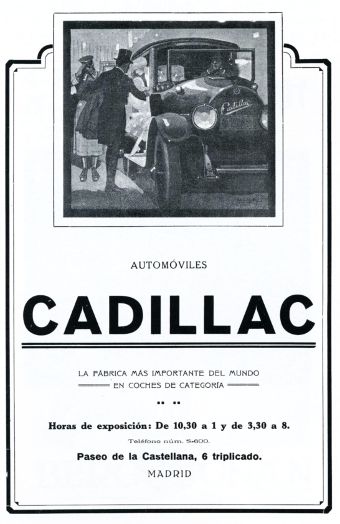 Cadillac
AUTOMÓVILES
CADILLAC
LA FÁBRICA MÁS IMPORTANTE DEL MUNDO
EN COCHES DE CATEGORÍA
Horas de exposición: De 10,30 a 1 y de 3,30 a 8.
Teléfono núm. S-600.
Paseo de la Castellana, 6 triplicado.
MADRID